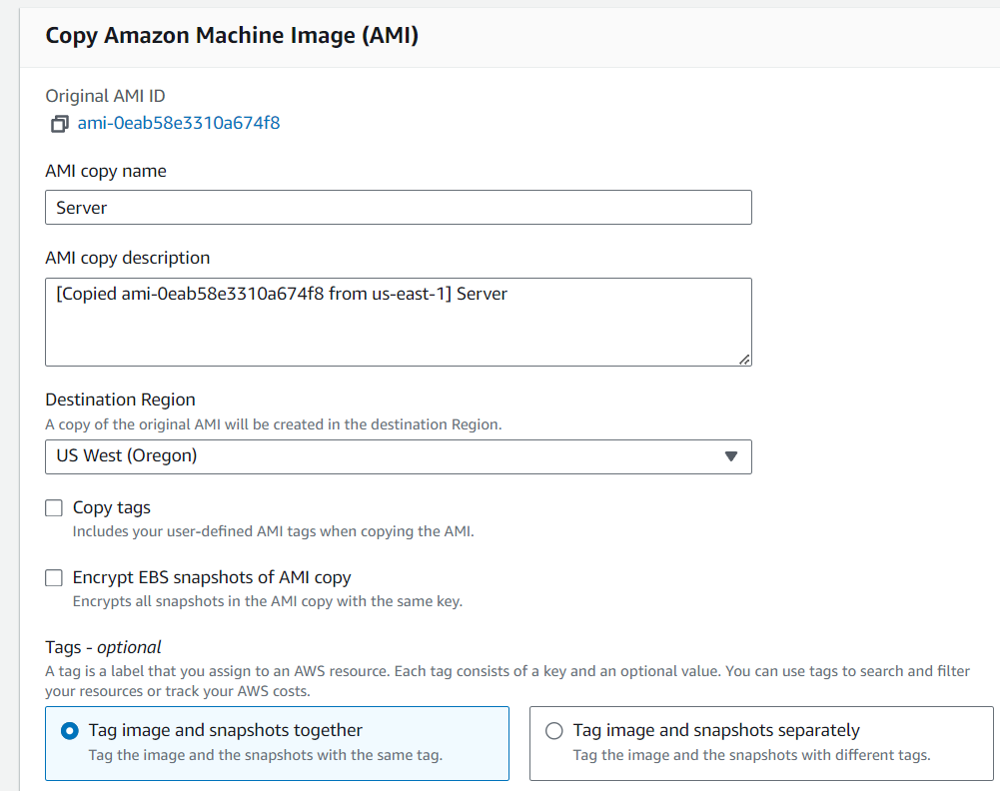 Copy Amazon Machine Image (AMI)
Original AMI ID
ami-0eab58e3310a674f8
AMI copy name
Server
AMI copy description
[Copied ami-0eab58e3310a674f8 from us-east-1] Server
Destination Region
A copy of the original AMI will be created in the destination Region.
US West (Oregon)
Copy tags
Includes your user-defined AMI tags when copying the AMI.
Encrypt EBS snapshots of AMI copy
Encrypts all snapshots in the AMI copy with the same key.
Tags - optional
A tag is a label that you assign to an AWS resource. Each tag consists of a key and an optional value. You can use tags to search and filter
your resources or track your AWS costs.
Tag image and snapshots together
Tag the image and the snapshots with the same tag.
Tag image and snapshots separately
Tag the image and the snapshots with different tags.